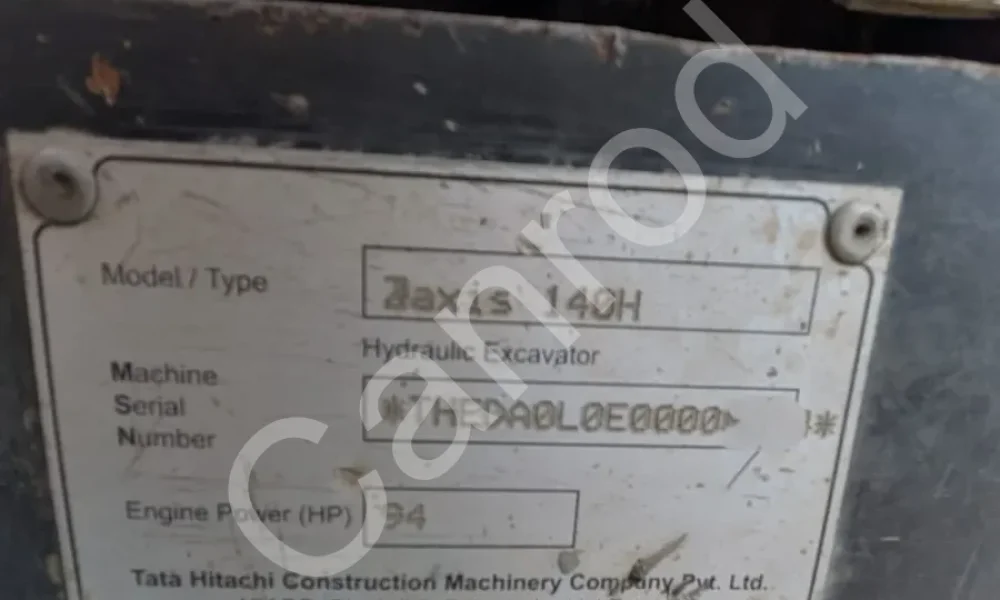 Model / Type Zaxis 140H
Hydraulic Excavator
Machine
Serial
Number
*THEDA0L0E0000
*
Engine Power (HP) 94
Tata Hitachi Construction Machinery Company Pvt. Ltd.
Canrod